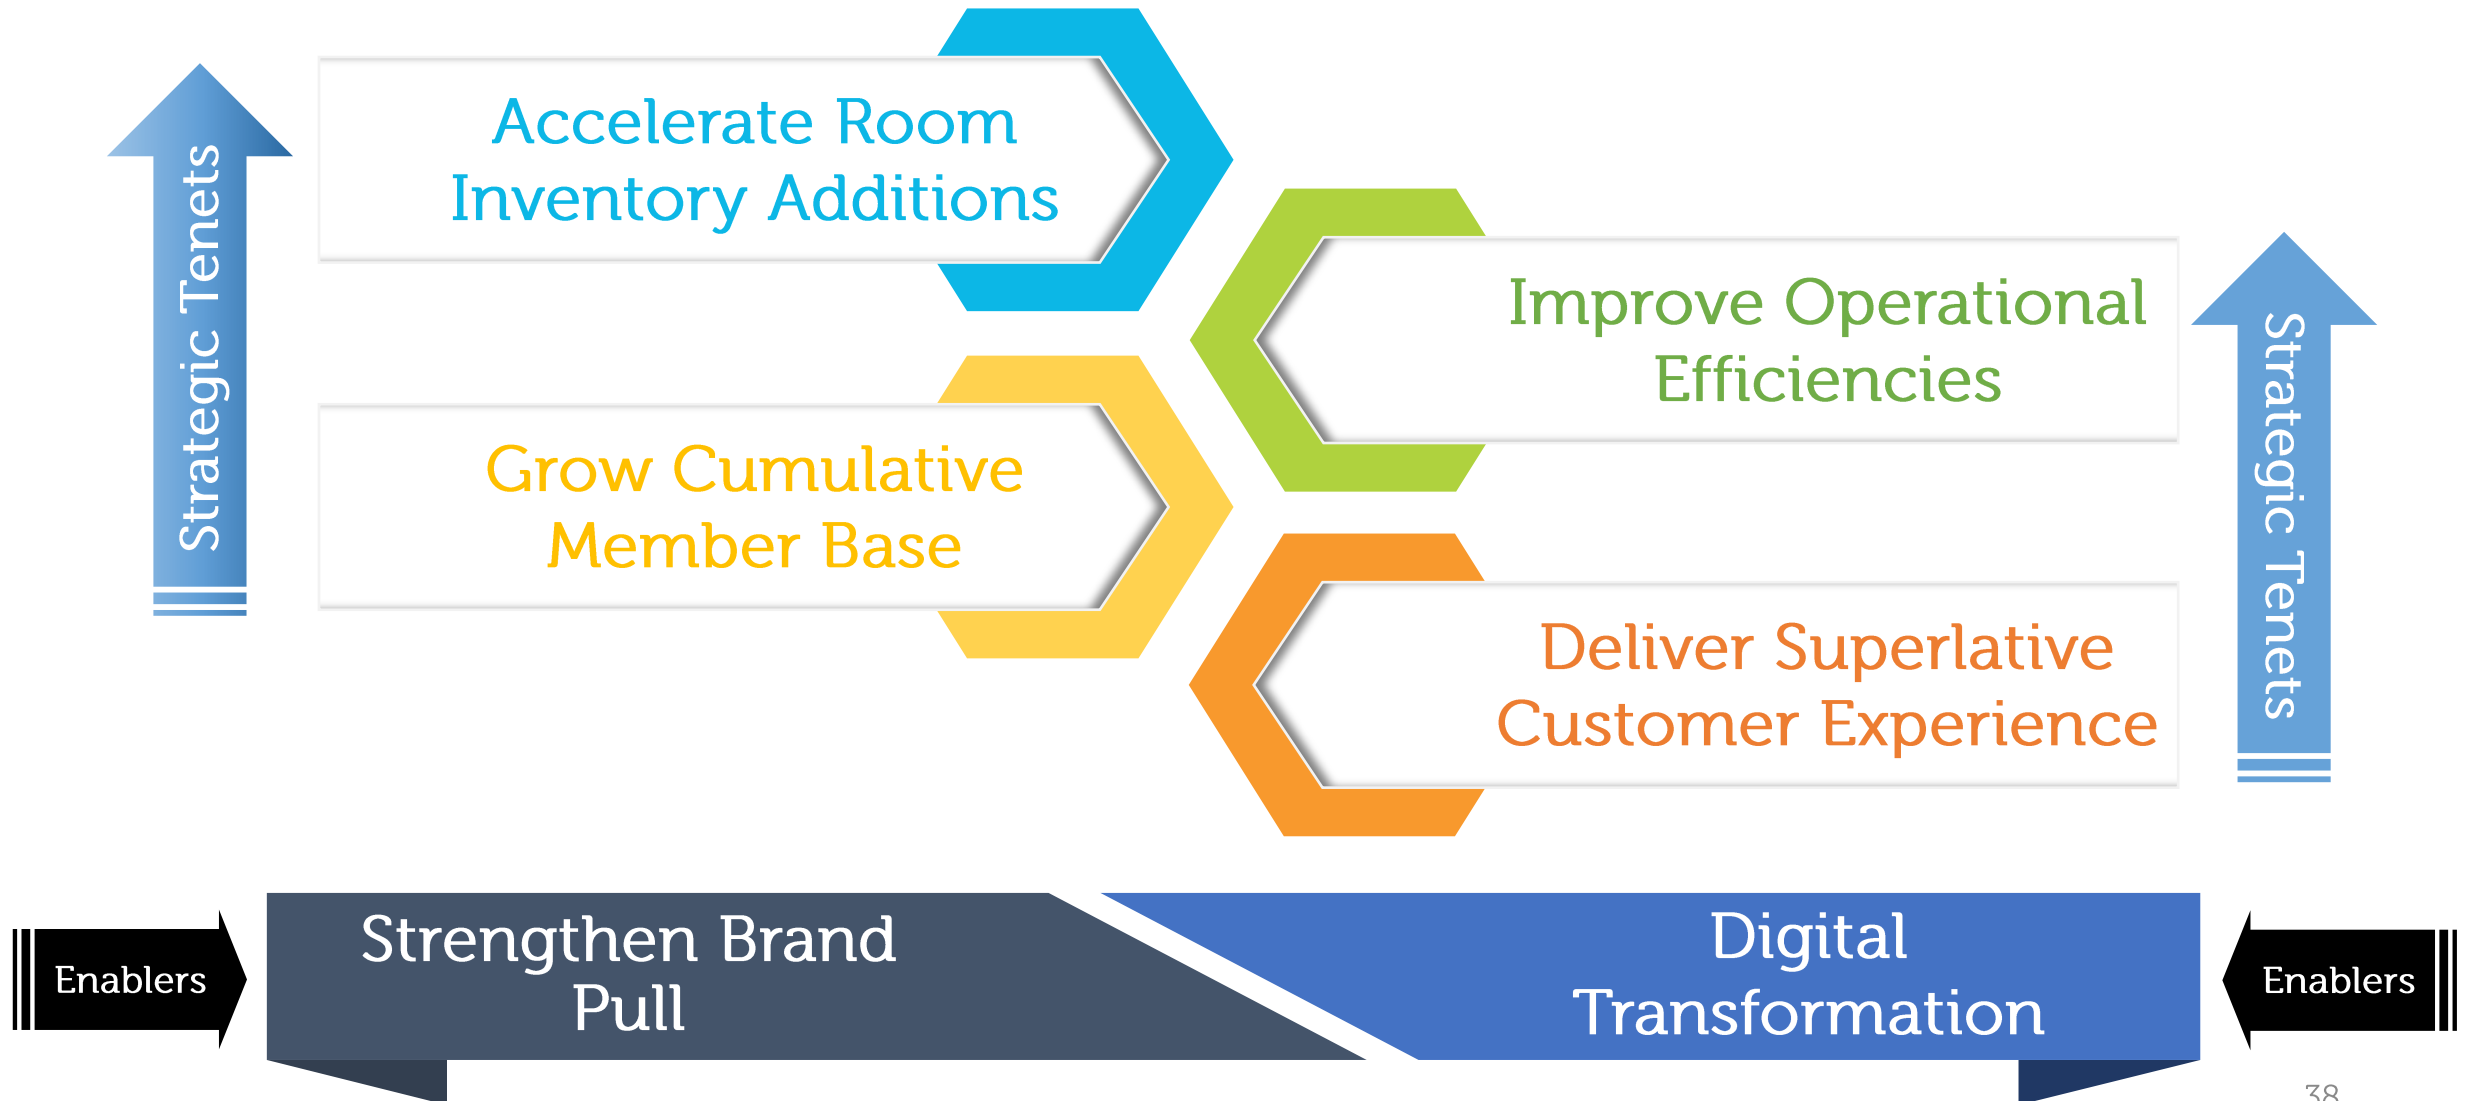 Strategic Tenets
Accelerate Room
Inventory Additions
Improve Operational
Efficiencies
Grow Cumulative
Member Base
Deliver Superlative
Customer Experience
Strategic Tenets
Enablers
Strengthen Brand
Pull
Digital
Transformation
Enablers
38